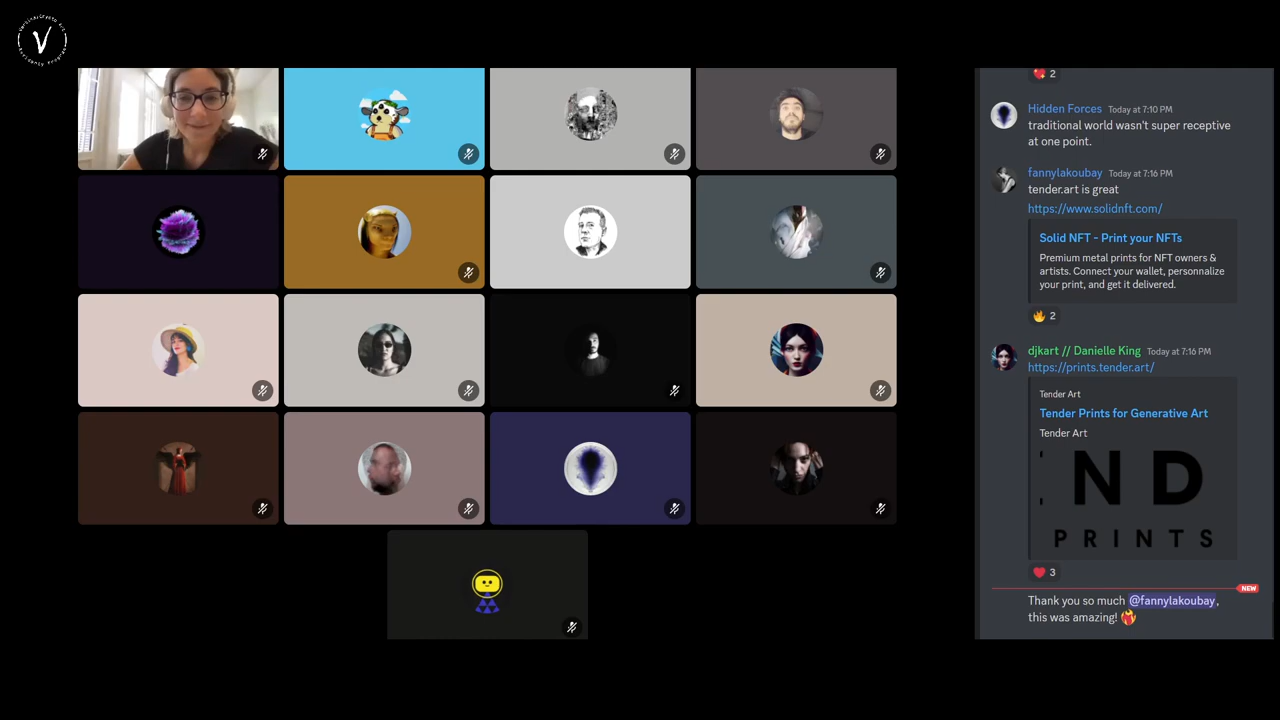 V
2
Hidden Forces Today at 7:10 PM
traditional world wasn't super receptive
at one point.
fannylakoubay Today at 7:16 PM
tender.art is great
https://www.solidnft.com/
Solid NFT - Print your NFTs
Premium metal prints for NFT owners &
artists. Connect your wallet, personnalize
your print, and get it delivered.
2
djkart // Danielle King Today at 7:16 PM
https://prints.tender.art/
Tender Art
Tender Prints for Generative Art
Tender Art
ND
PRINTS
3
NEW
Thank you so much @fannylakoubay,
this was amazing!